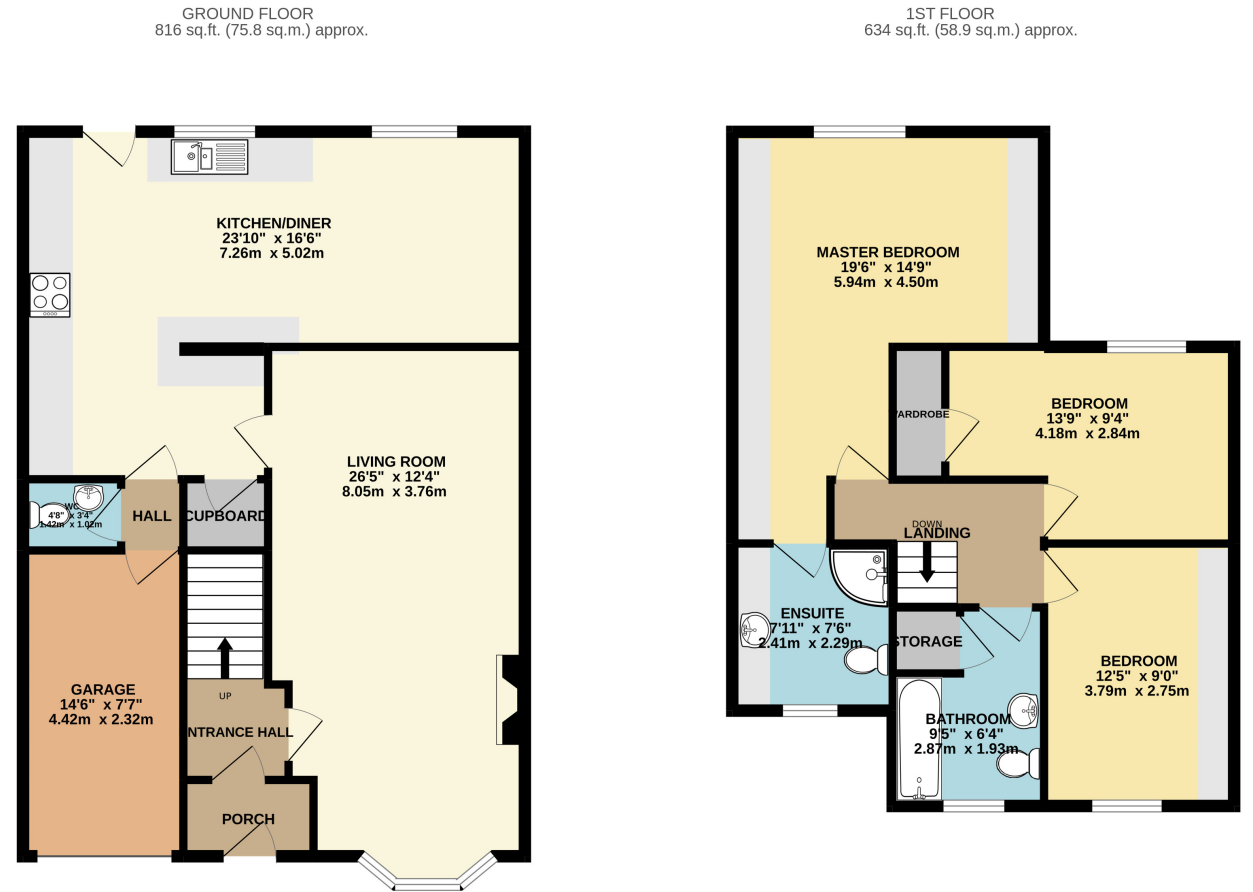 GROUND FLOOR
816 sq.ft. (75.8 sq.m.) approx.
KITCHEN/DINER
23'10" x 16'6"
7.26m x 5.02m
LIVING ROOM
26'5" x 12'4"
8.05m x 3.76m
WC
4'8" x 3'4"
1.42m x 1.02m
HALL
CUPBOARD
GARAGE
14'6" x 7'7"
4.42m x 2.32m
UP
ENTRANCE HALL
PORCH
1ST FLOOR
634 sq.ft. (58.9 sq.m.) approx.
MASTER BEDROOM
19'6" x 14'9"
5.94m x 4.50m
WARDROBE
BEDROOM
13'9" x 9'4"
4.18m x 2.84m
DOWN
LANDING
ENSUITE
7'11" x 7'6"
2.41m x 2.29m
STORAGE
BEDROOM
12'5" x 9'0"
3.79m x 2.75m
BATHROOM
9'5" x 6'4"
2.87m x 1.93m